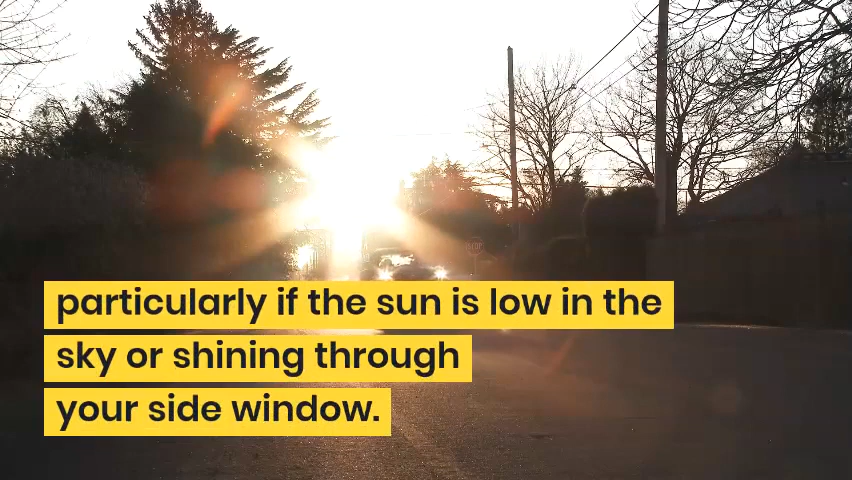 particularly if the sun is low in the
sky or shining through
your side window.